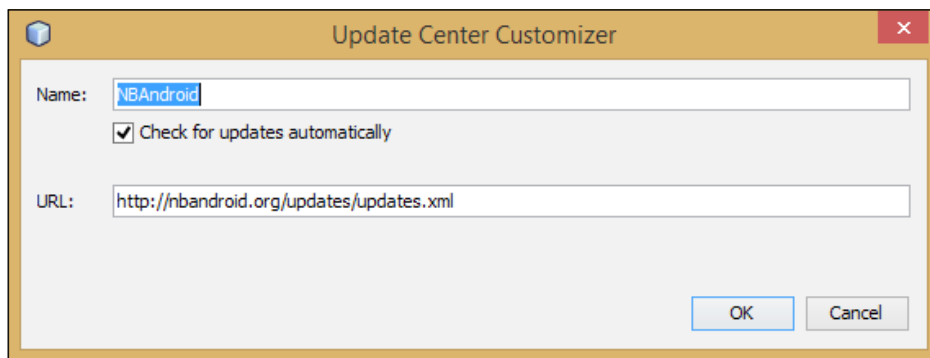 Update Center Customizer
Name: NBAndroid
Check for updates automatically
URL: http://nbandroid.org/updates/updates.xml
OK Cancel